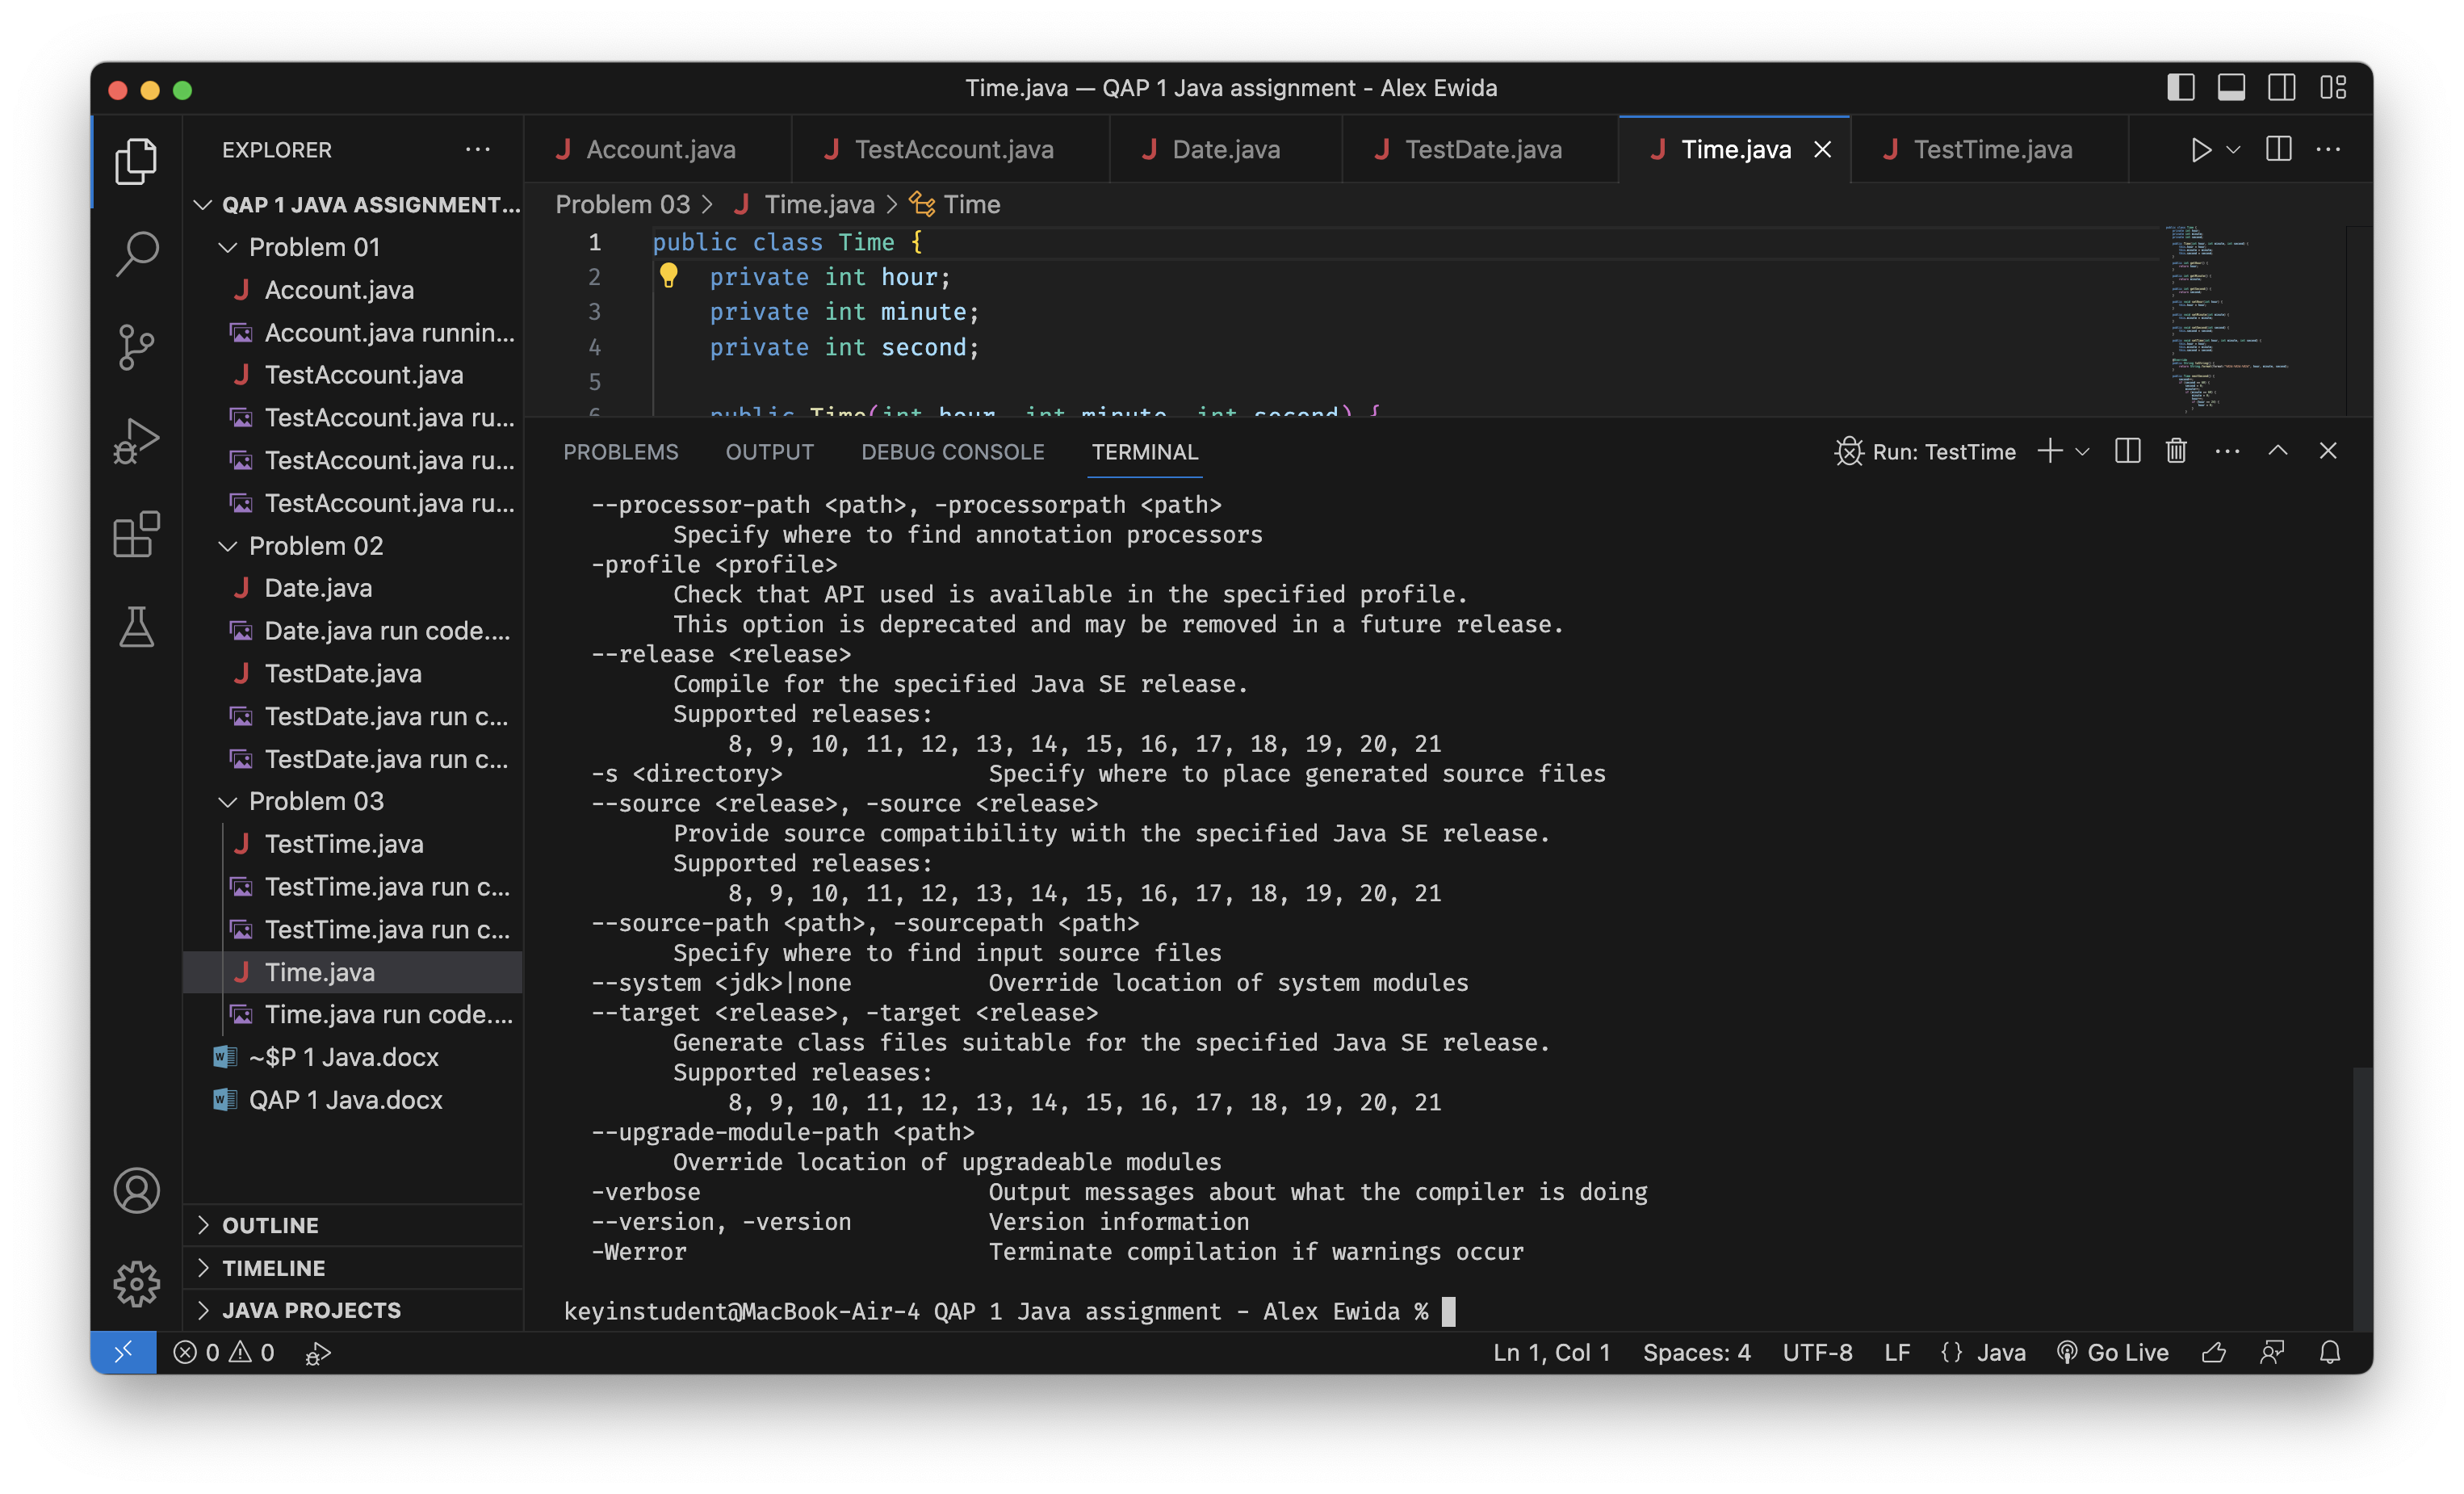 Time.java — QAP 1 Java assignment - Alex Ewida
EXPLORER
QAP 1 JAVA ASSIGNMENT...
Problem 01
Account.java
Account.java runnin...
TestAccount.java
TestAccount.java ru...
TestAccount.java ru...
TestAccount.java ru...
Problem 02
Date.java
Date.java run code....
TestDate.java
TestDate.java run c...
TestDate.java run c...
Problem 03
TestTime.java
TestTime.java run c...
TestTime.java run c...
Time.java
Time.java run code....
~$P 1 Java.docx
QAP 1 Java.docx
OUTLINE
TIMELINE
JAVA PROJECTS
Account.java TestAccount.java Date.java TestDate.java Time.java TestTime.java
Problem 03 > Time.java > Time
1 public class Time {
2 private int hour;
3 private int minute;
4 private int second;
5
6 public Time(int hour, int minute, int second) {
PROBLEMS OUTPUT DEBUG CONSOLE TERMINAL Run: TestTime
--processor-path <path>, -processorpath <path>
Specify where to find annotation processors
-profile <profile>
Check that API used is available in the specified profile.
This option is deprecated and may be removed in a future release.
--release <release>
Compile for the specified Java SE release.
Supported releases:
8, 9, 10, 11, 12, 13, 14, 15, 16, 17, 18, 19, 20, 21
-s <directory> Specify where to place generated source files
--source <release>, -source <release>
Provide source compatibility with the specified Java SE release.
Supported releases:
8, 9, 10, 11, 12, 13, 14, 15, 16, 17, 18, 19, 20, 21
--source-path <path>, -sourcepath <path>
Specify where to find input source files
--system <jdk>|none Override location of system modules
--target <release>, -target <release>
Generate class files suitable for the specified Java SE release.
Supported releases:
8, 9, 10, 11, 12, 13, 14, 15, 16, 17, 18, 19, 20, 21
--upgrade-module-path <path>
Override location of upgradeable modules
-verbose Output messages about what the compiler is doing
--version, -version Version information
-Werror Terminate compilation if warnings occur
keyinstudent@MacBook-Air-4 QAP 1 Java assignment - Alex Ewida %
0 0 Ln 1, Col 1 Spaces: 4 UTF-8 LF {} Java Go Live